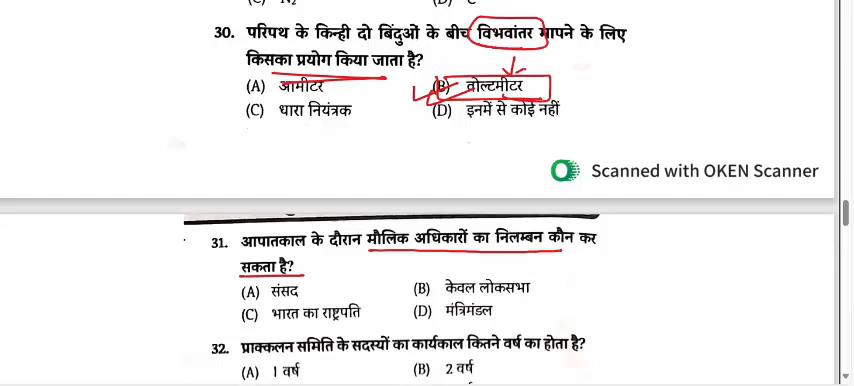 30. परिपथ के किन्ही दो बिंदुओं के बीच विभवांतर मापने के लिए
किसका प्रयोग किया जाता है?
(A) आमीटर (B) वोल्टमीटर
(C) धारा नियंत्रक (D) इनमें से कोई नहीं
Scanned with OKEN Scanner
31. आपातकाल के दौरान मौलिक अधिकारों का निलम्बन कौन कर
सकता है?
(A) संसद (B) केवल लोकसभा
(C) भारत का राष्ट्रपति (D) मंत्रिमंडल
32. प्राक्कलन समिति के सदस्यों का कार्यकाल कितने वर्ष का होता है?
(A) 1 वर्ष (B) 2 वर्ष